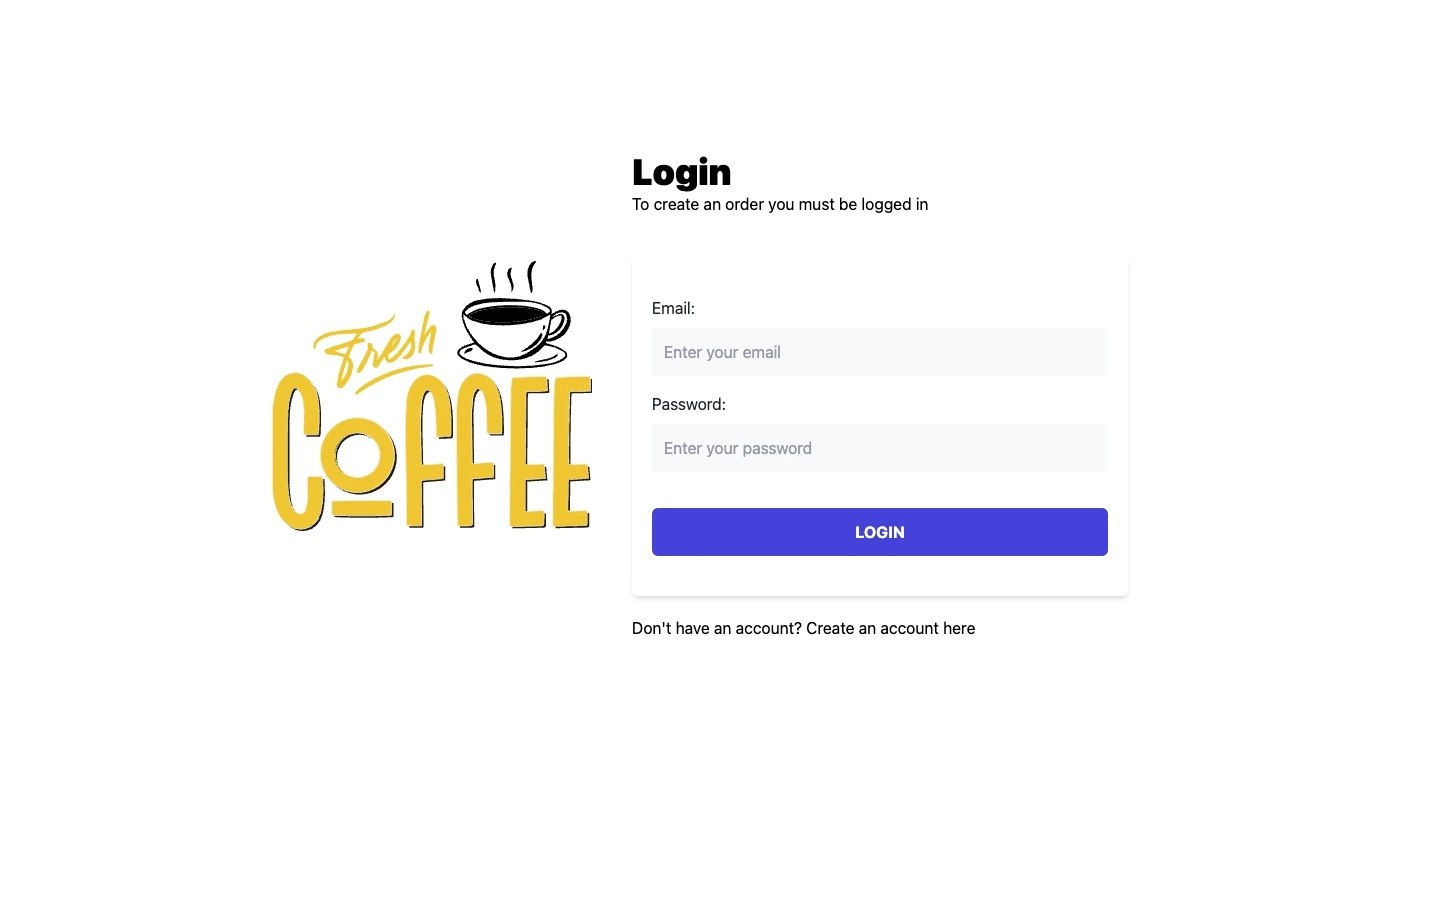 Login
To create an order you must be logged in
Fresh
COFFEE
Email:
Enter your email
Password:
Enter your password
LOGIN
Don't have an account? Create an account here